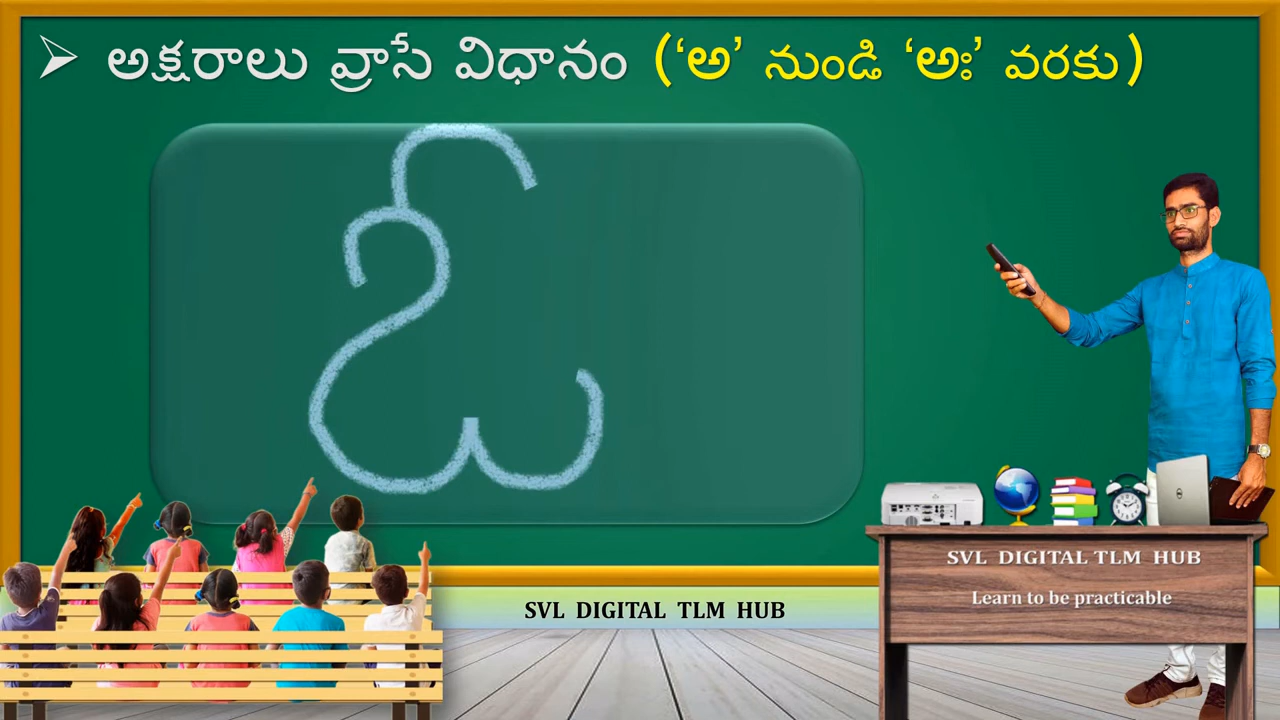 ➢ అక్షరాలు వ్రాసే విధానం (‘అ’ నుండి ‘అః’ వరకు)
ఓ
SVL DIGITAL TLM HUB
Learn to be practicable
SVL DIGITAL TLM HUB